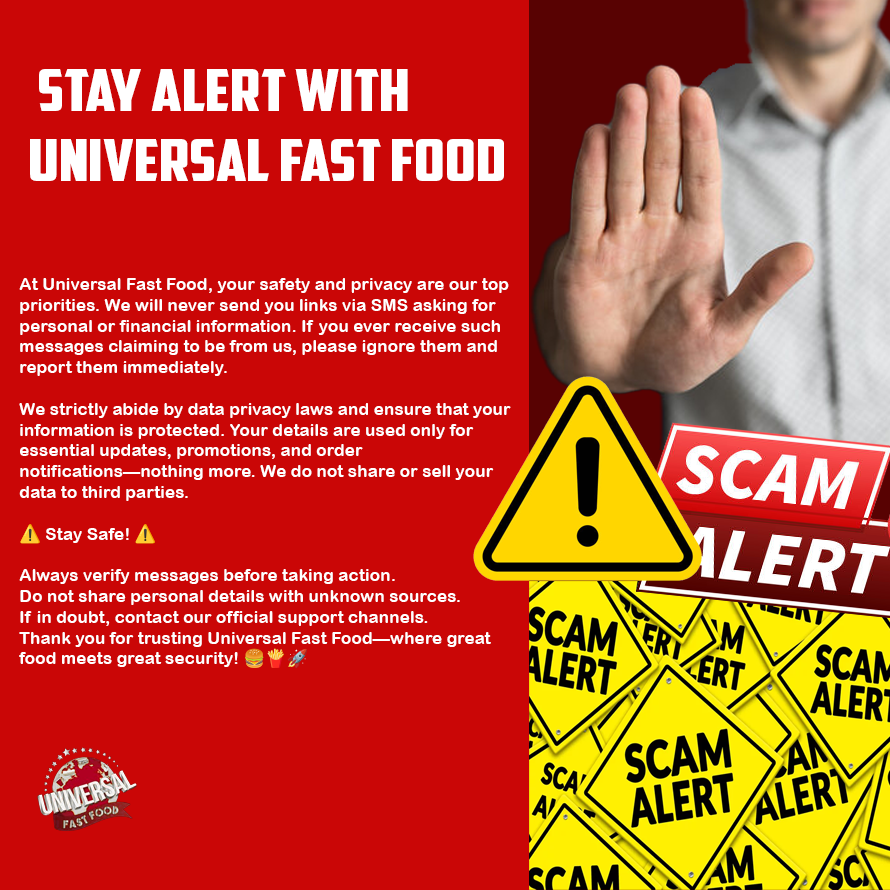 STAY ALERT WITH
UNIVERSAL FAST FOOD
At Universal Fast Food, your safety and privacy are our top
priorities. We will never send you links via SMS asking for
personal or financial information. If you ever receive such
messages claiming to be from us, please ignore them and
report them immediately.
We strictly abide by data privacy laws and ensure that your
information is protected. Your details are used only for
essential updates, promotions, and order
notifications—nothing more. We do not share or sell your
data to third parties.
⚠️ Stay Safe! ⚠️
Always verify messages before taking action.
Do not share personal details with unknown sources.
If in doubt, contact our official support channels.
Thank you for trusting Universal Fast Food—where great
food meets great security! 🍔🍟🚀
UNIVERSAL
FAST FOOD
SCAM
ALERT
SCAM
ALERT
SCAM
ALERT
SCAM
ALERT
ALERT
ALERT
SCAM
SCAM